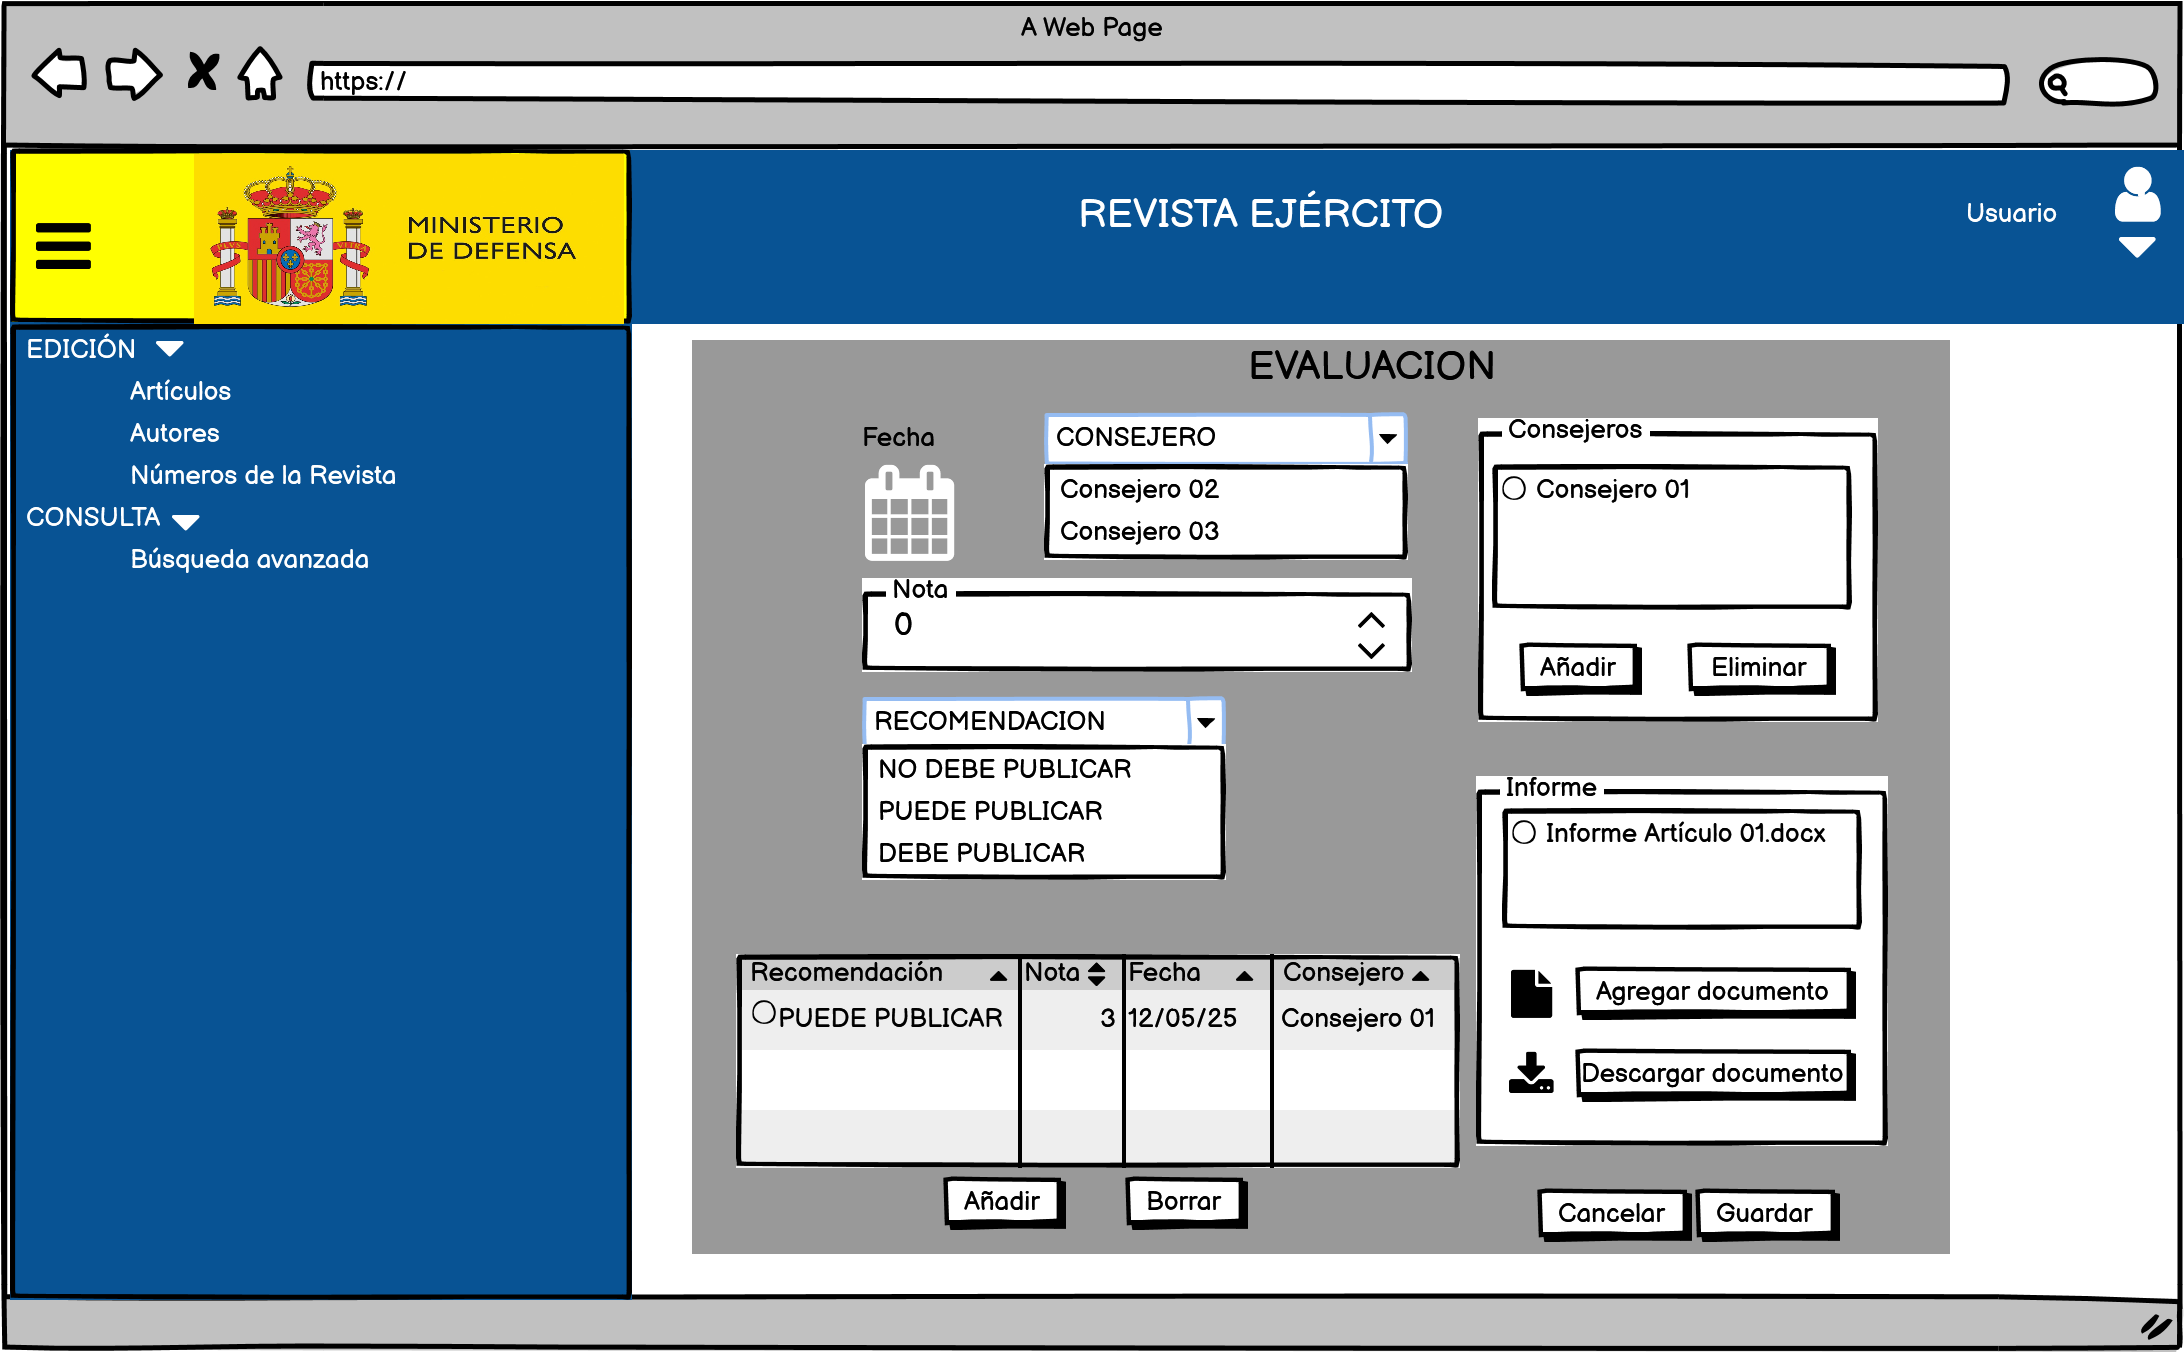 A Web Page
https://
MINISTERIO
DE DEFENSA
REVISTA EJÉRCITO
Usuario
EDICIÓN
Artículos
Autores
Números de la Revista
CONSULTA
Búsqueda avanzada
EVALUACION
Fecha
CONSEJERO
Consejero 02
Consejero 03
Nota
0
RECOMENDACION
NO DEBE PUBLICAR
PUEDE PUBLICAR
DEBE PUBLICAR
Consejeros
Consejero 01
Añadir Eliminar
Informe
Informe Artículo 01.docx
Agregar documento
Descargar documento
Recomendación Nota Fecha Consejero
PUEDE PUBLICAR 3 12/05/25 Consejero 01
Añadir Borrar
Cancelar Guardar